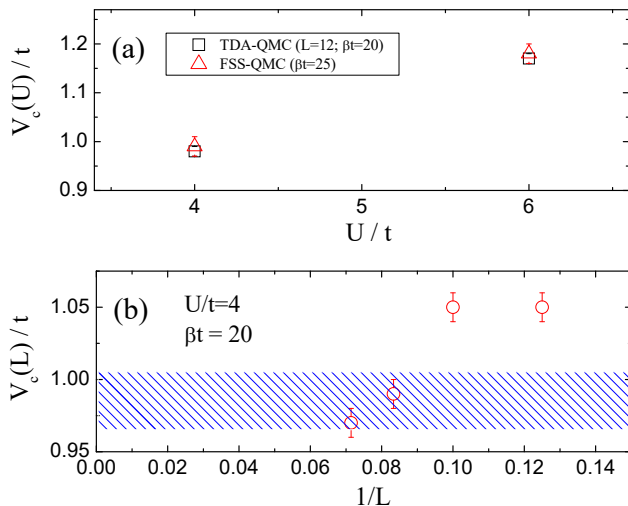 (a)
TDA-QMC (L=12; βt=20)
FSS-QMC (βt=25)
V_c(U) / t
1.2
1.1
1.0
0.9
4
5
6
U / t
(b)
U/t=4
βt = 20
V_c(L) / t
1.05
1.00
0.95
0.00
0.02
0.04
0.06
0.08
0.10
0.12
0.14
1/L